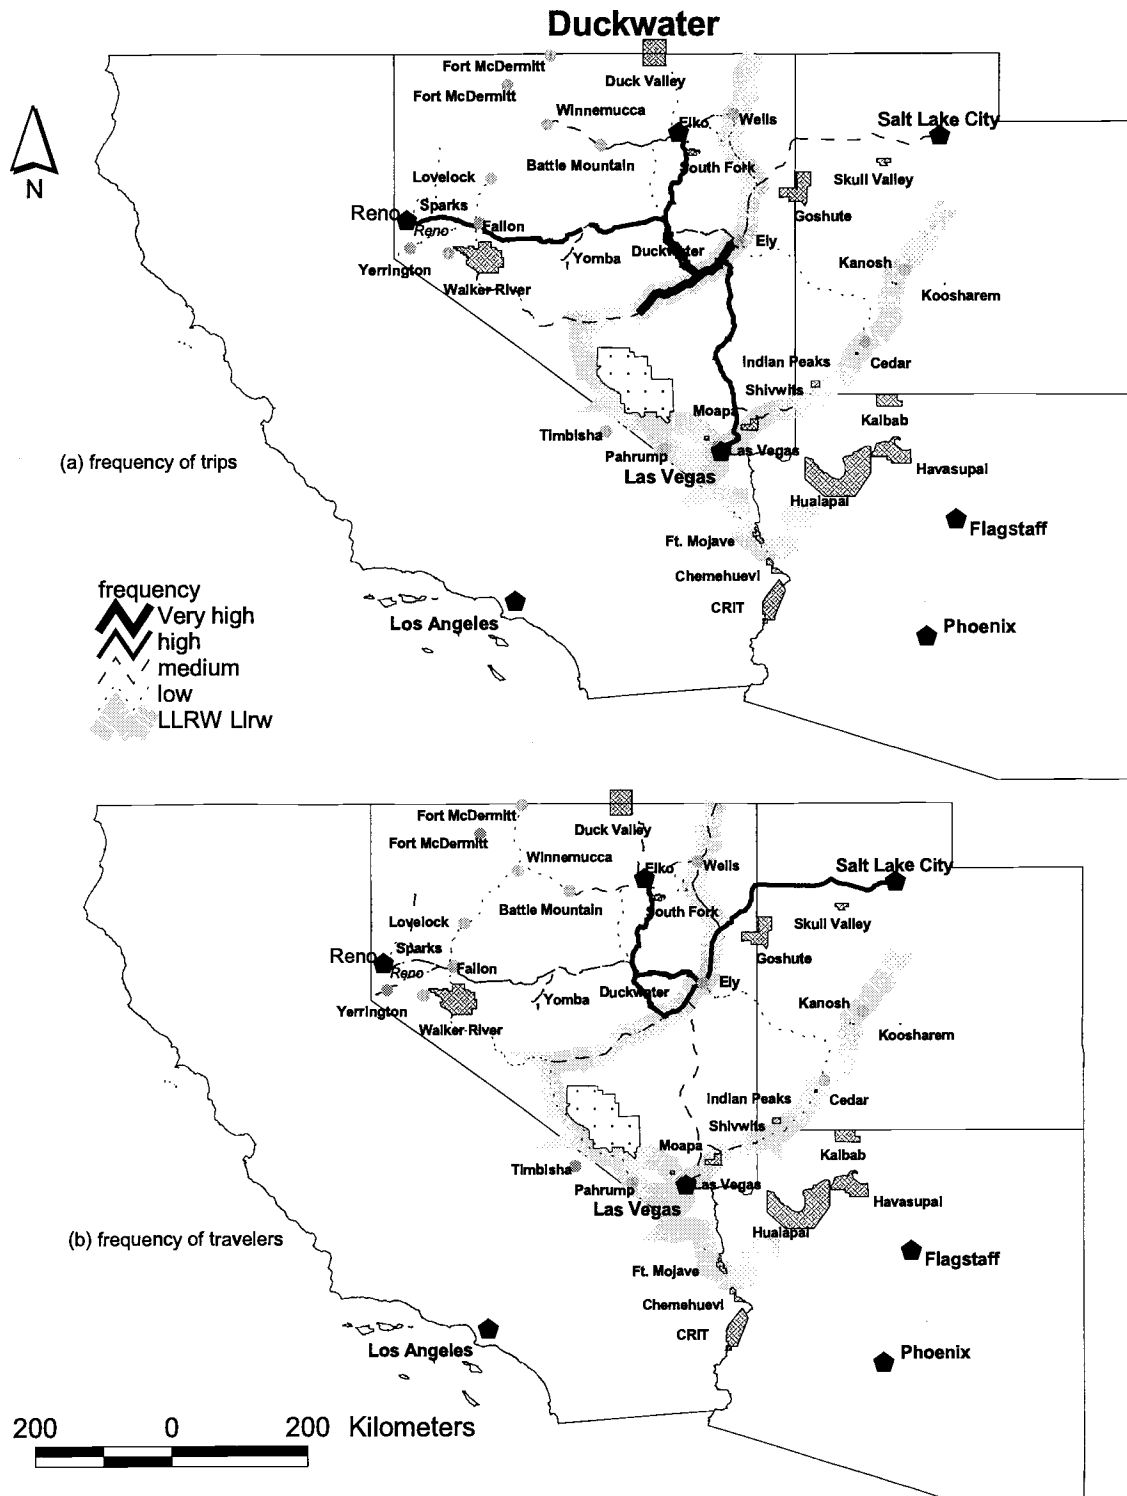 Duckwater
Fort McDermitt
Duck Valley
Fort McDermitt
Winnemucca
Elko
Wells
Salt Lake City
Battle Mountain
South Fork
Skull Valley
Lovelock
Goshute
Sparks
Reno
Reno
Fallon
Ely
Yomba
Duckwater
Kanosh
Yerrington
Walker River
Koosharem
N
Indian Peaks
Cedar
Shivwits
Moapa
Kaibab
Timbisha
Las Vegas
(a) frequency of trips
Pahrump
Havasupai
Las Vegas
Hualapai
Flagstaff
Ft. Mojave
Chemehuevi
CRIT
Los Angeles
Phoenix
frequency
Very high
high
medium
low
LLRW Llrw
Fort McDermitt
Duck Valley
Fort McDermitt
Winnemucca
Elko
Wells
Salt Lake City
Battle Mountain
South Fork
Lovelock
Skull Valley
Sparks
Reno
Reno
Fallon
Goshute
Ely
Duckwater
Yomba
Kanosh
Yerrington
Walker River
Koosharem
Indian Peaks
Cedar
Shivwits
Moapa
Kaibab
Timbisha
Las Vegas
Pahrump
Havasupai
Las Vegas
Hualapai
(b) frequency of travelers
Flagstaff
Ft. Mojave
Chemehuevi
CRIT
Los Angeles
Phoenix
200 0 200 Kilometers